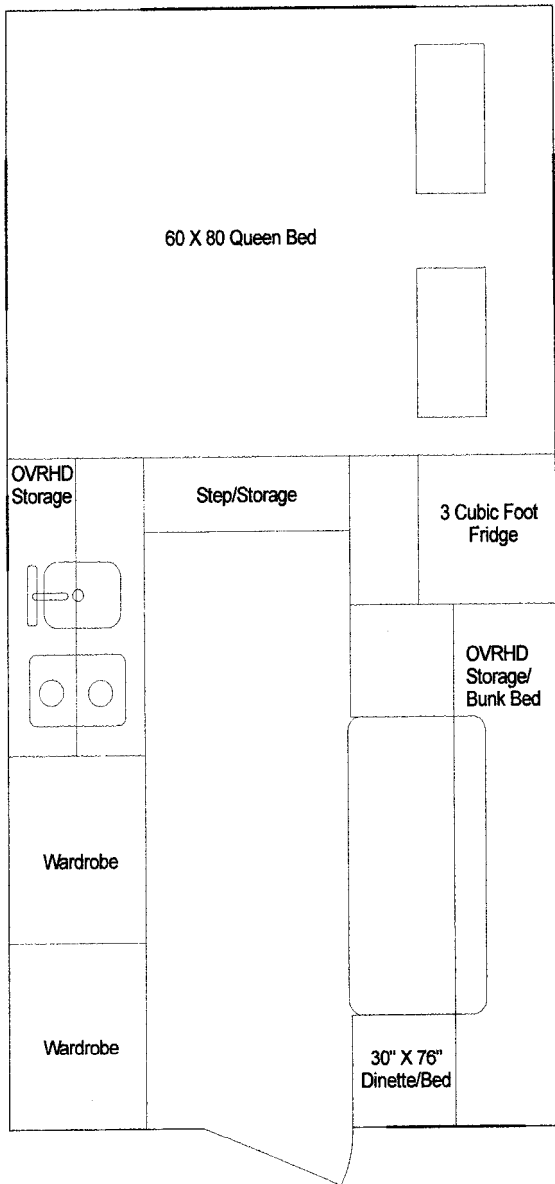 60 X 80 Queen Bed
OVRHD
Storage
Step/Storage
3 Cubic Foot
Fridge
OVRHD
Storage/
Bunk Bed
Wardrobe
Wardrobe
30" X 76"
Dinette/Bed